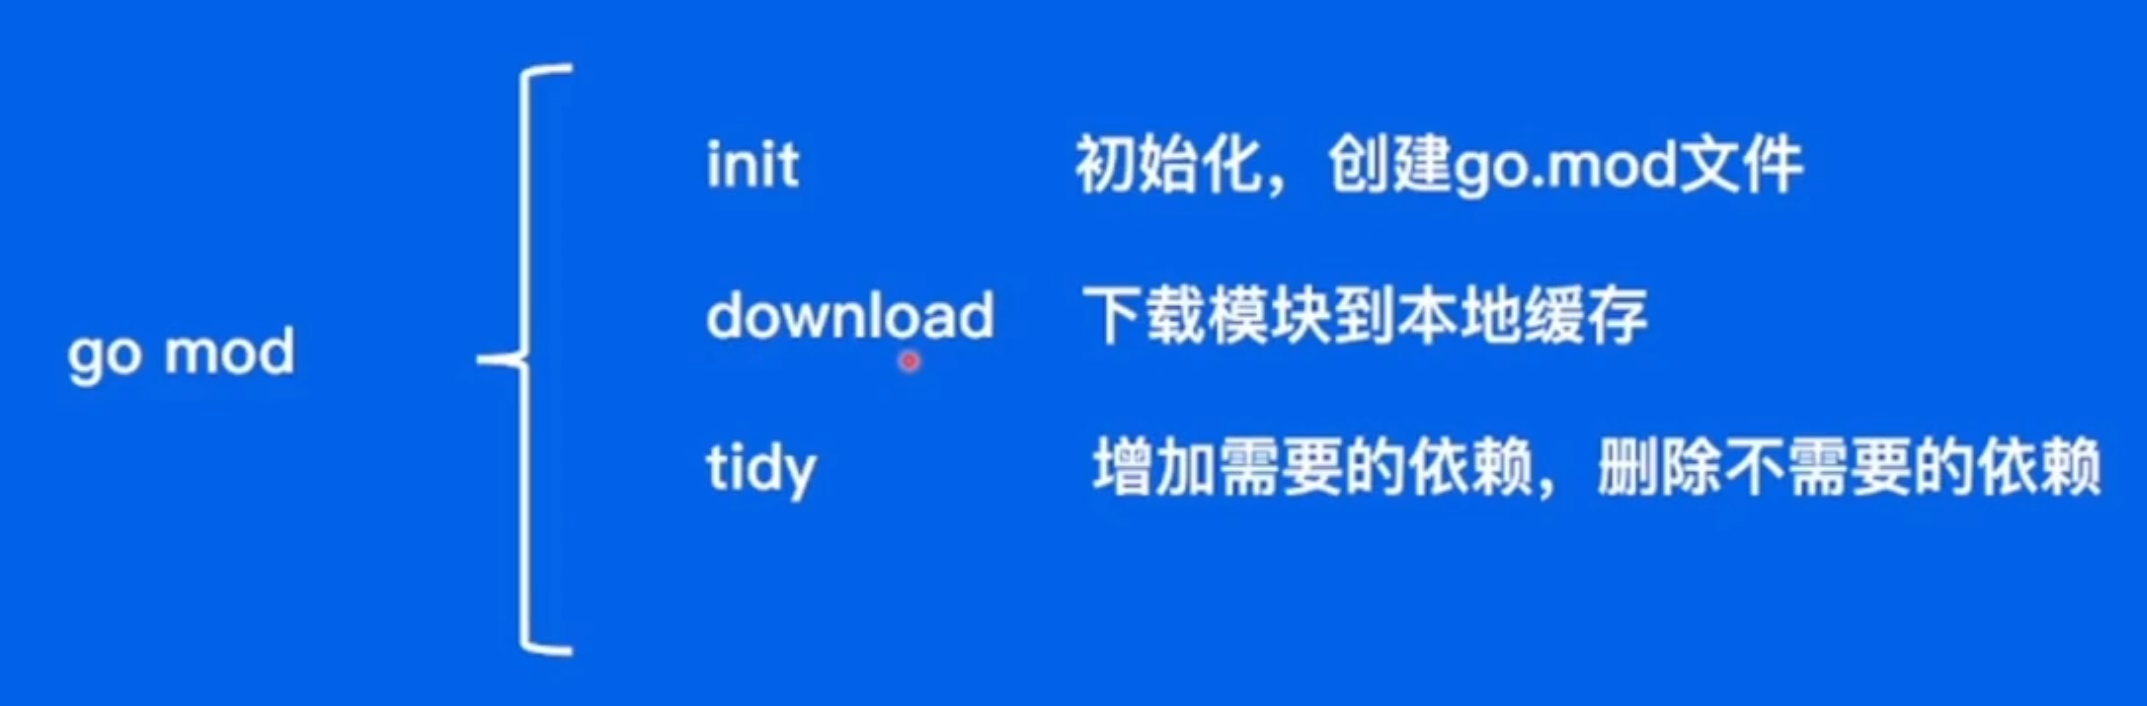 go mod
init 初始化，创建go.mod文件
download 下载模块到本地缓存
tidy 增加需要的依赖，删除不需要的依赖